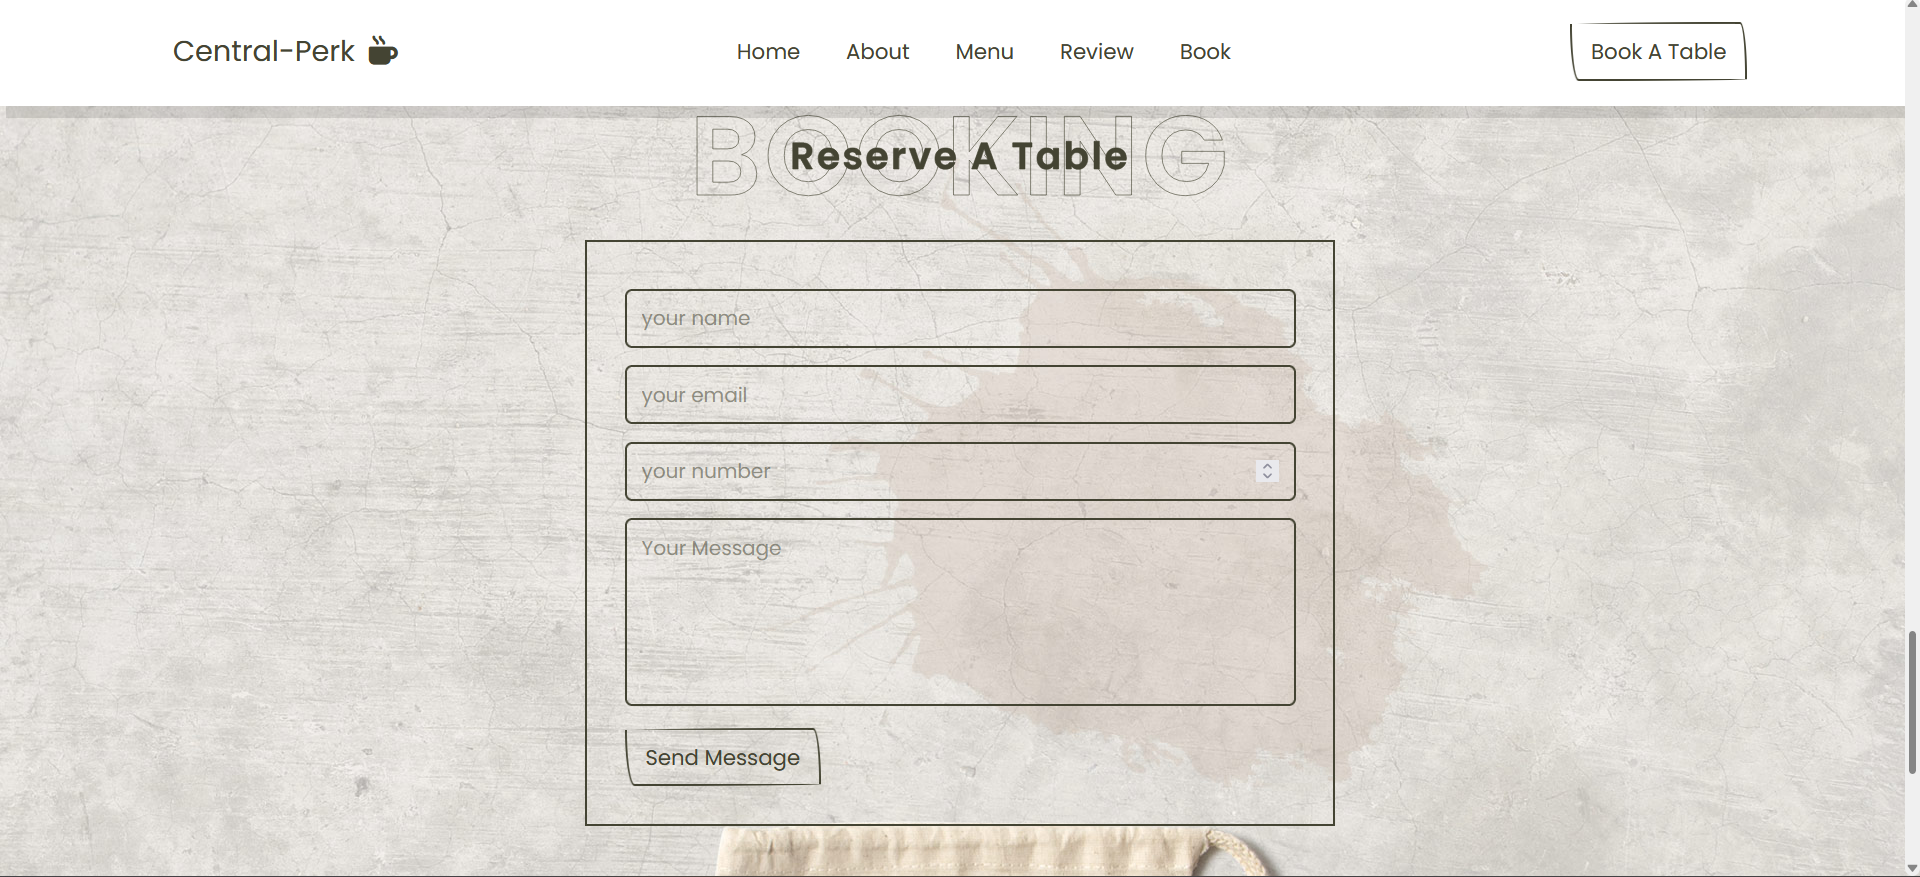 Central-Perk
Home About Menu Review Book
Book A Table
BOOKING
Reserve A Table
your name
your email
your number
Your Message
Send Message